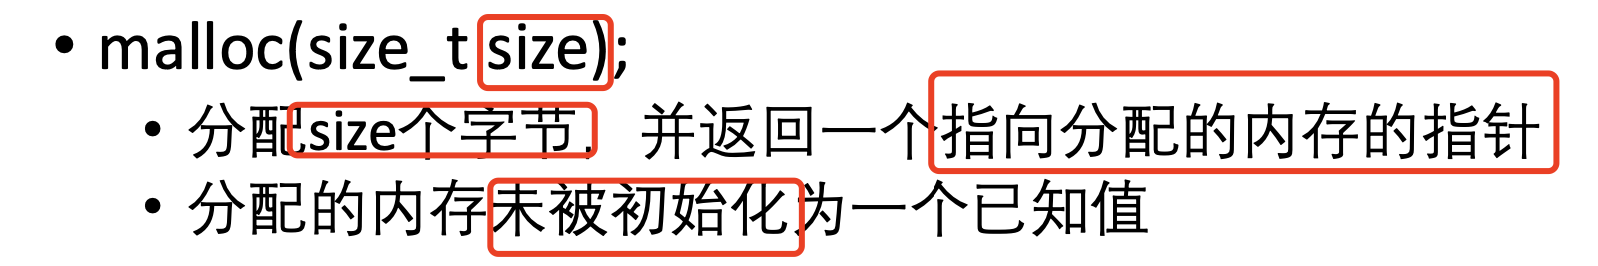 • malloc(size_t size);
• 分配size个字节, 并返回一个指向分配的内存的指针
• 分配的内存未被初始化为一个已知值